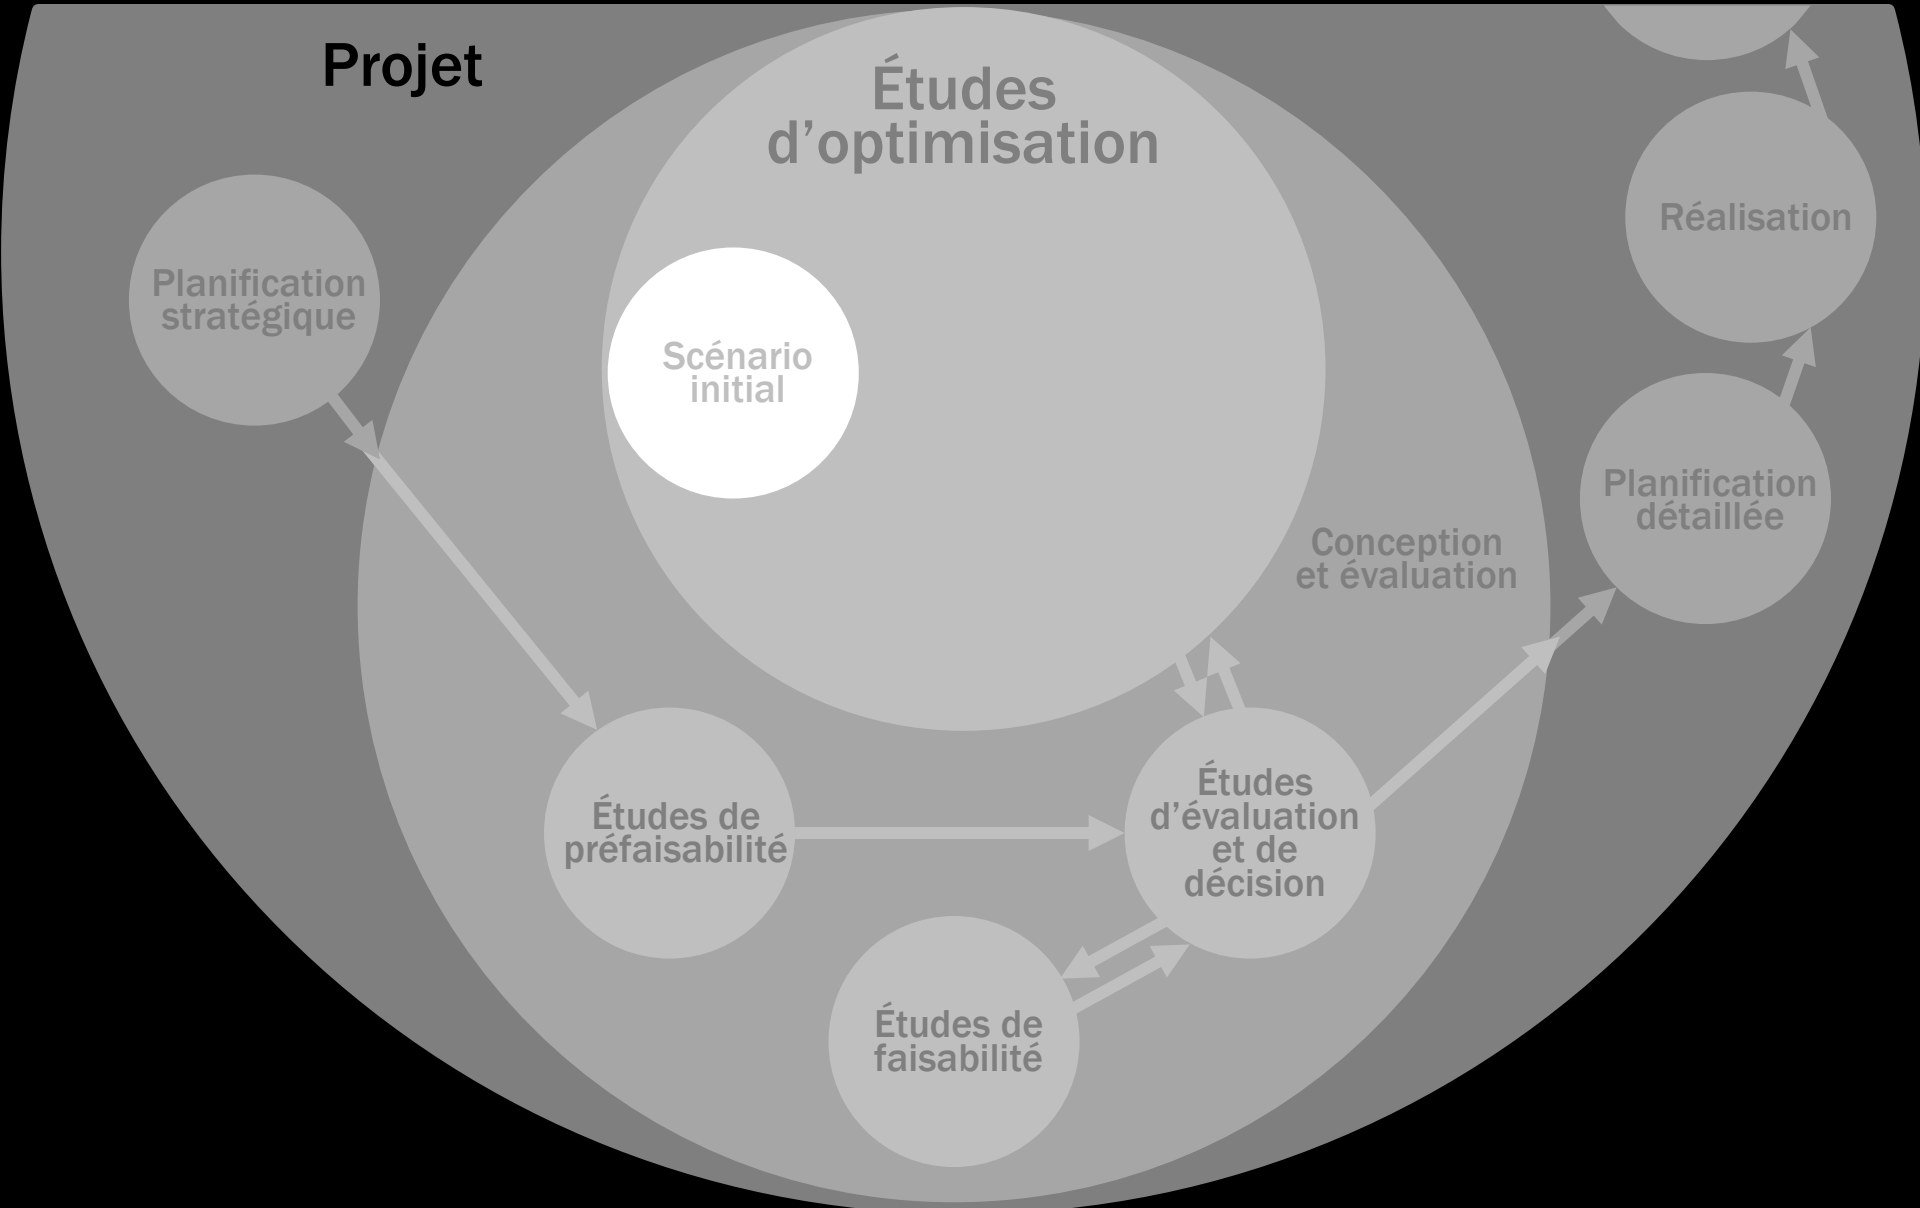 Projet
Études
d’optimisation
Planification
stratégique
Scénario
initial
Réalisation
Planification
détaillée
Conception
et évaluation
Études de
préfaisabilité
Études
d’évaluation
et de
décision
Études de
faisabilité